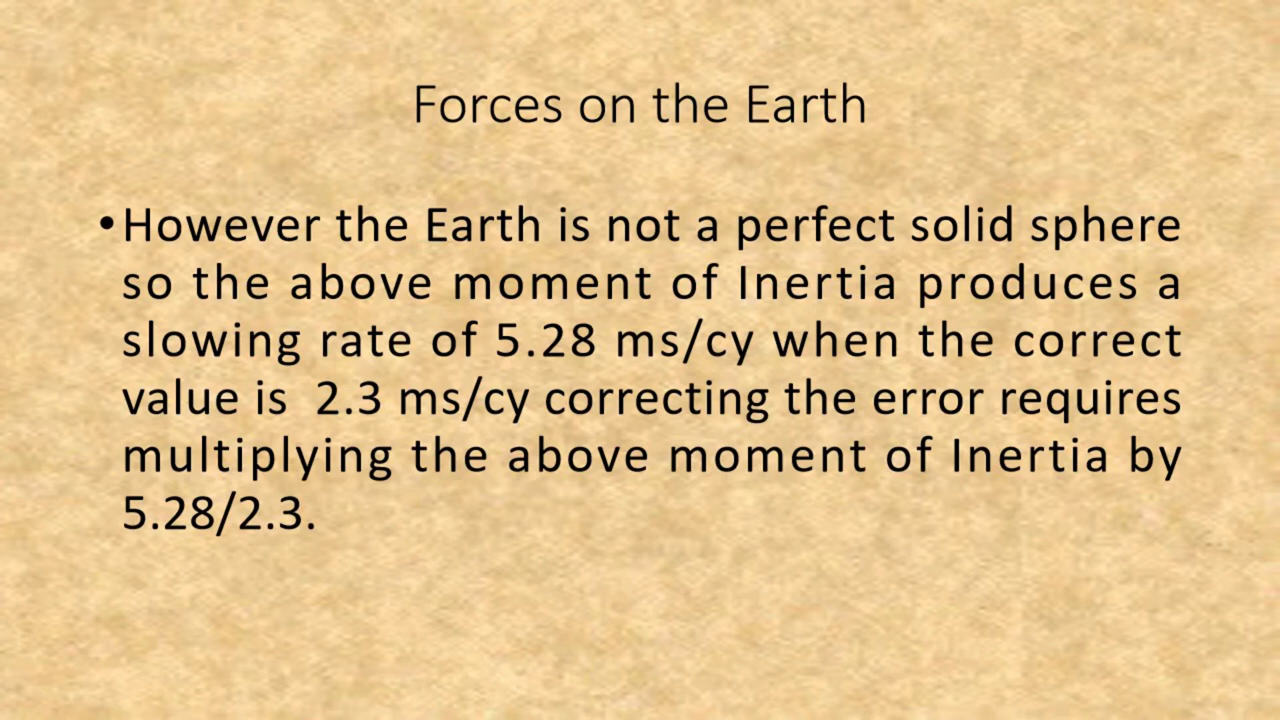 Forces on the Earth
•However the Earth is not a perfect solid sphere
so the above moment of Inertia produces a
slowing rate of 5.28 ms/cy when the correct
value is  2.3 ms/cy correcting the error requires
multiplying the above moment of Inertia by
5.28/2.3.